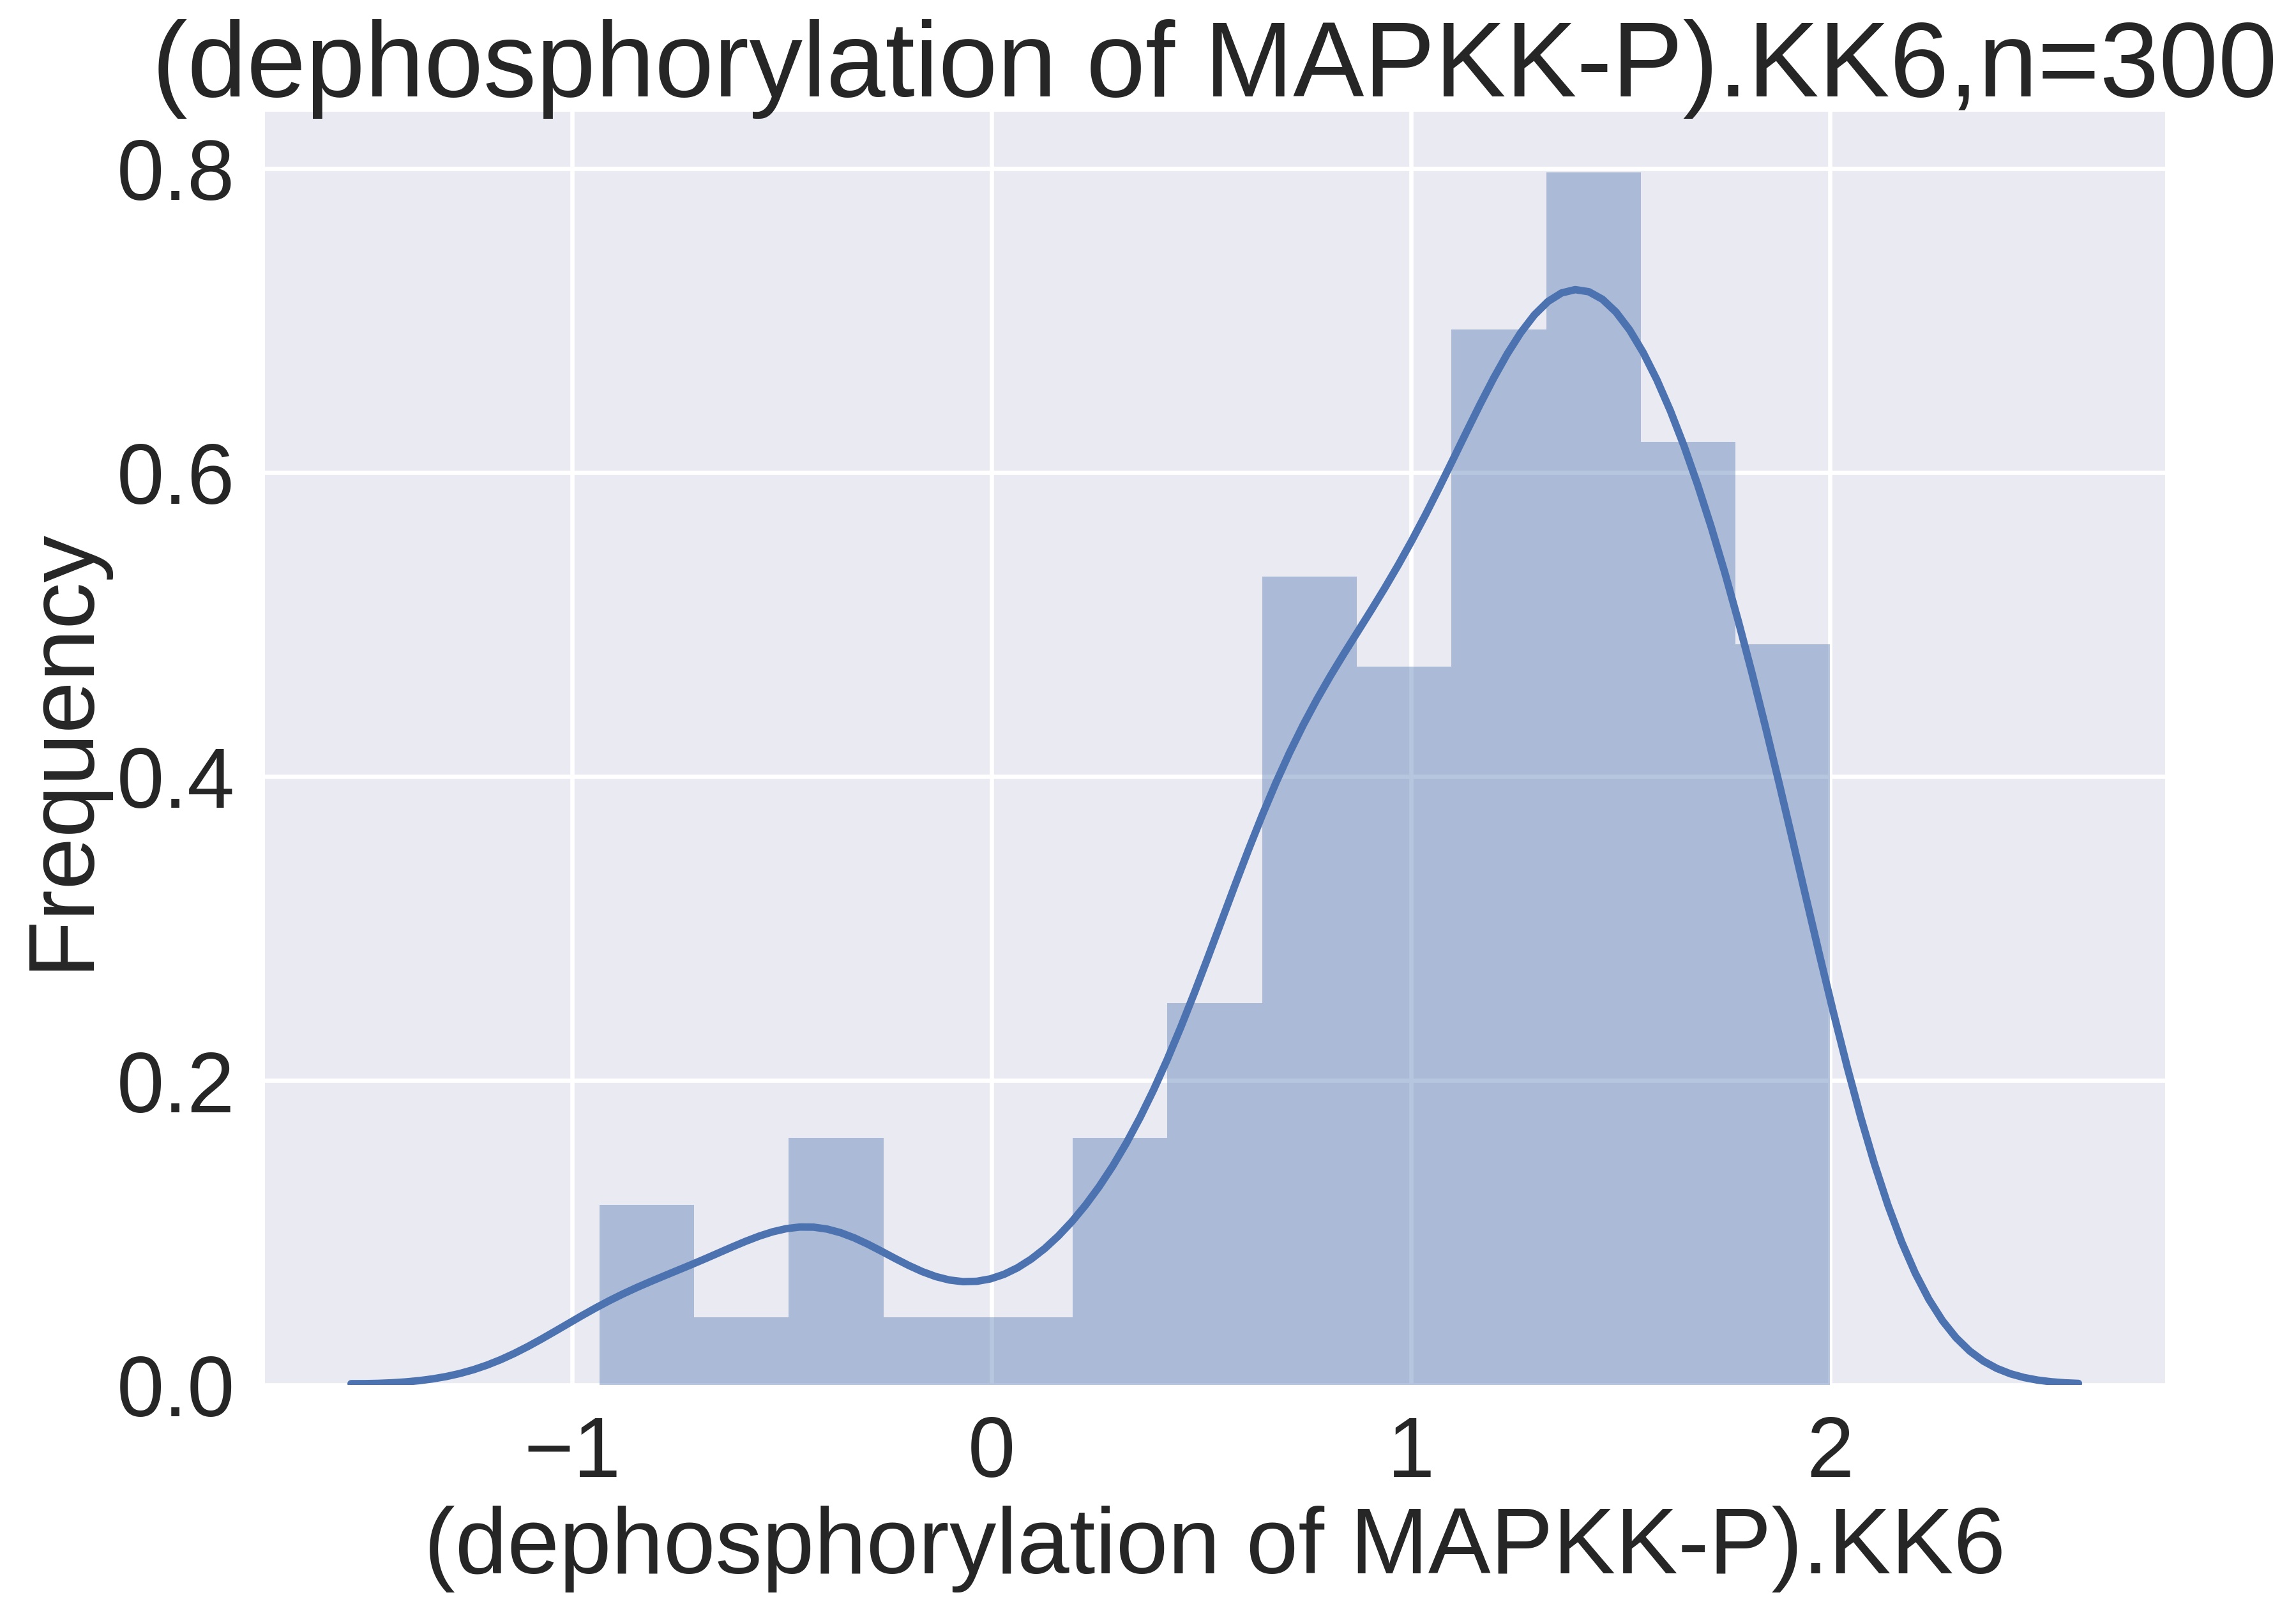 (dephosphorylation of MAPKK-P).KK6,n=300
0.8
0.6
0.4
0.2
0.0
Frequency
−1 0 1 2
(dephosphorylation of MAPKK-P).KK6